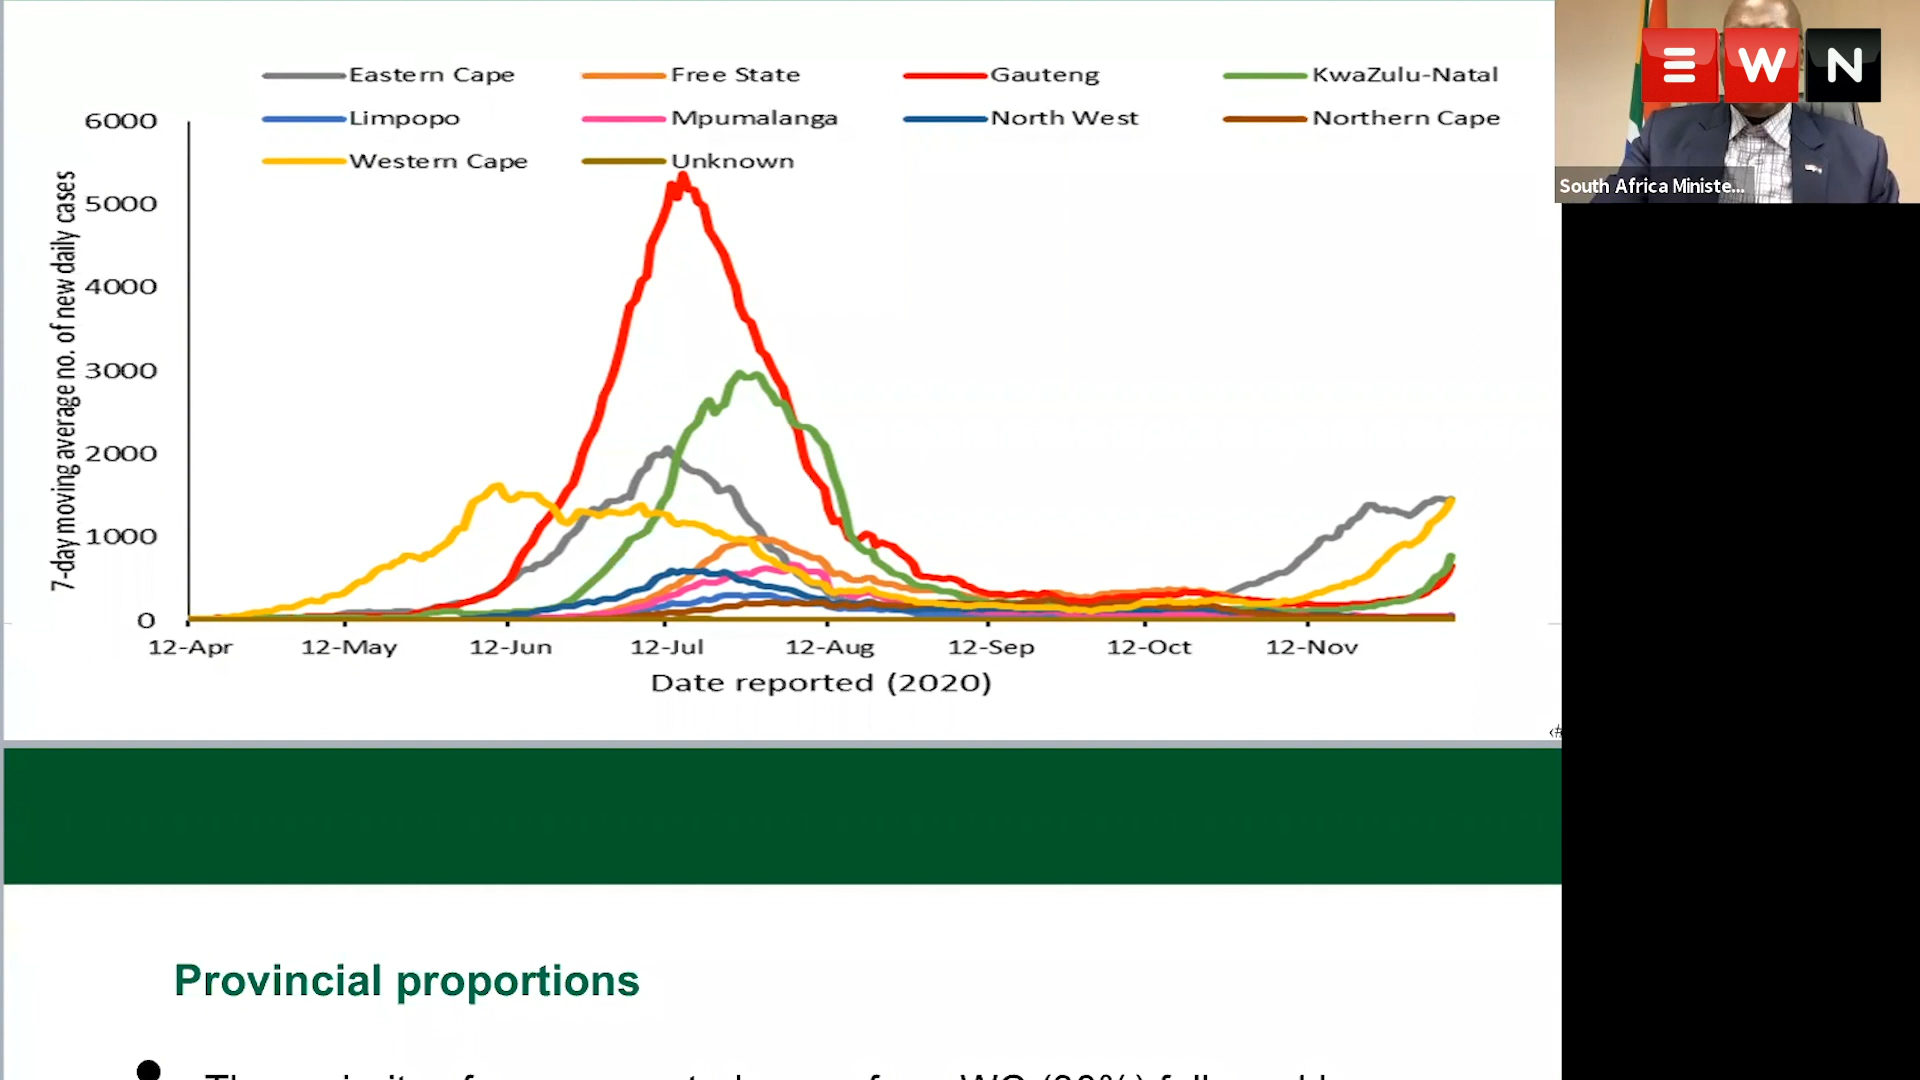 Eastern Cape Free State Gauteng KwaZulu-Natal
Limpopo Mpumalanga North West Northern Cape
Western Cape Unknown
6000
5000
4000
3000
2000
1000
0
7-day moving average no. of new daily cases
12-Apr 12-May 12-Jun 12-Jul 12-Aug 12-Sep 12-Oct 12-Nov
Date reported (2020)
EWN
South Africa Ministe...
Provincial proportions